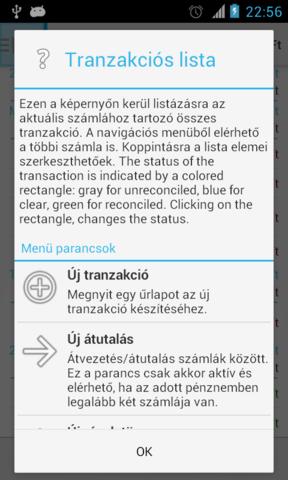 22:56
Tranzakciós lista
Ezen a képernyőn kerül listázásra az
aktuális számlához tartozó összes
tranzakció. A navigációs menüből elérhető
a többi számla is. Koppintásra a lista elemei
szerkeszthetőek. The status of the
transaction is indicated by a colored
rectangle: gray for unreconciled, blue for
clear, green for reconciled. Clicking on the
rectangle, changes the status.
Menü parancsok
Új tranzakció
Megnyit egy űrlapot az új
tranzakció készítéséhez.
Új átutalás
Átvezetés/átutalás számlák között.
Ez a parancs csak akkor aktív és
elérhető, ha az adott pénznemben
legalább két számlája van.
OK